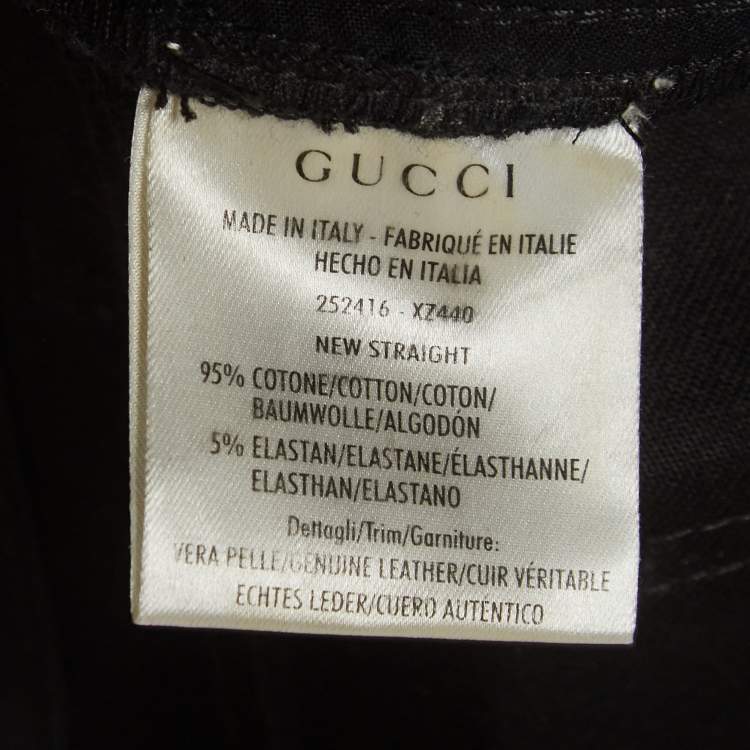 GUCCI
MADE IN ITALY - FABRIQUÉ EN ITALIE
HECHO EN ITALIA
252416 - XZ440
NEW STRAIGHT
95% COTONE/COTTON/COTON/
BAUMWOLLE/ALGODÓN
5% ELASTAN/ELASTANE/ÉLASTHANNE/
ELASTHAN/ELASTANO
Dettagli/Trim/Garniture:
VERA PELLE/GENUINE LEATHER/CUIR VÉRITABLE
ECHTES LEDER/CUERO AUTÉNTICO